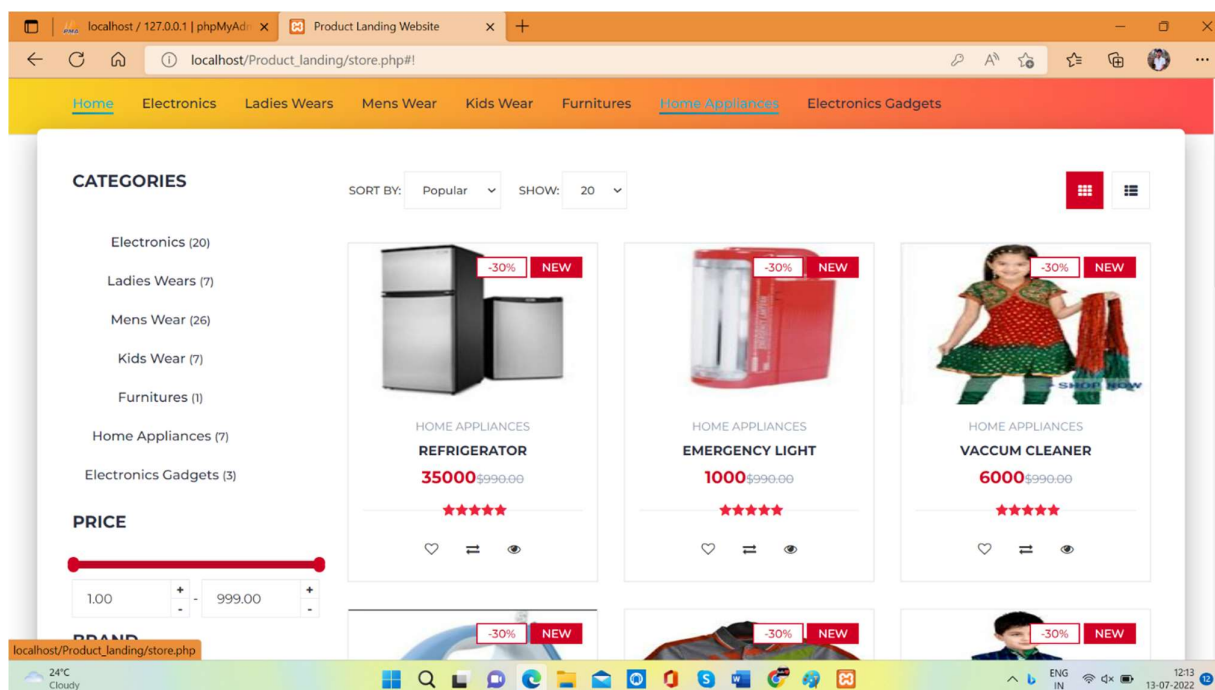 localhost / 127.0.0.1 | phpMyAdn
Product Landing Website
localhost/Product_landing/store.php#!
Home Electronics Ladies Wears Mens Wear Kids Wear Furnitures Home Appliances Electronics Gadgets
CATEGORIES
Electronics (20)
Ladies Wears (7)
Mens Wear (26)
Kids Wear (7)
Furnitures (1)
Home Appliances (7)
Electronics Gadgets (3)
PRICE
1.00 + - - 999.00 + -
BRAND
SORT BY: Popular SHOW: 20
-30% NEW
HOME APPLIANCES
REFRIGERATOR
35000 $990.00
-30% NEW
HOME APPLIANCES
EMERGENCY LIGHT
1000 $990.00
-30% NEW
SHOP NOW
HOME APPLIANCES
VACCUM CLEANER
6000 $990.00
-30% NEW
-30% NEW
-30% NEW
localhost/Product_landing/store.php
24°C
Cloudy
ENG
IN
12:13
13-07-2022